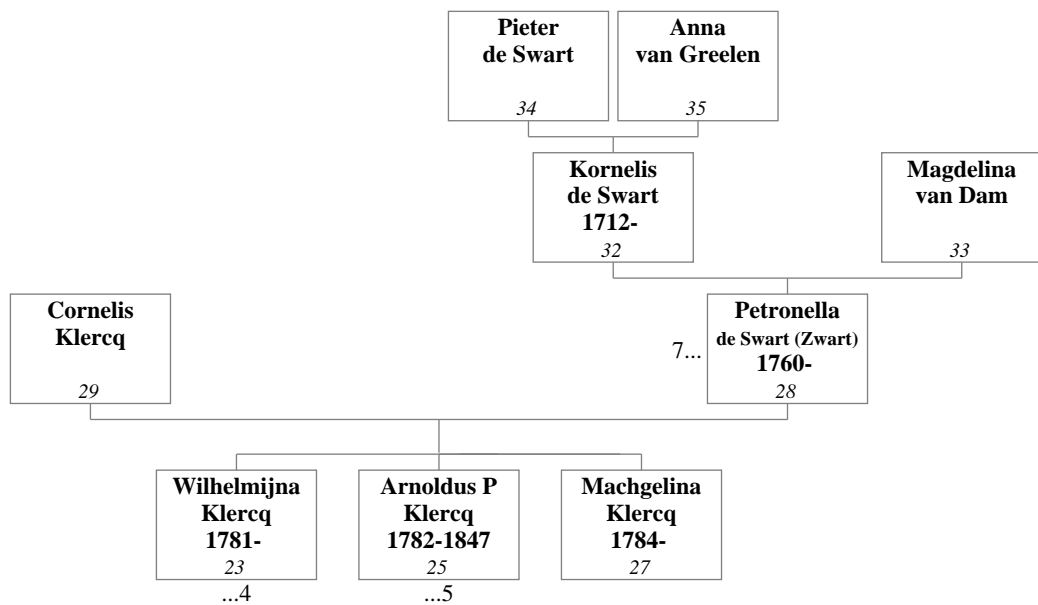 Pieter
de Swart
34
Anna
van Greelen
35
Kornelis
de Swart
1712-
32
Magdelina
van Dam
33
Cornelis
Klercq
29
7...
Petronella
de Swart (Zwart)
1760-
28
Wilhelmijna
Klercq
1781-
23
...4
Arnoldus P
Klercq
1782-1847
25
...5
Machgelina
Klercq
1784-
27